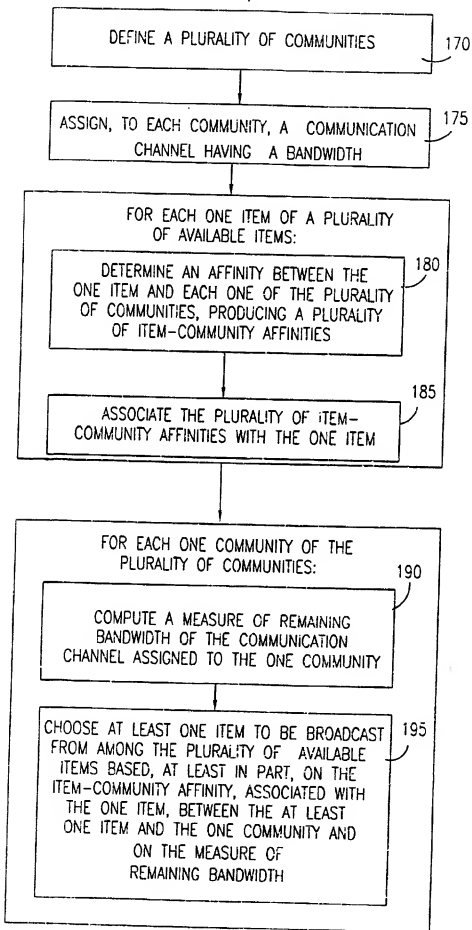 DEFINE A PLURALITY OF COMMUNITIES
170
ASSIGN, TO EACH COMMUNITY, A COMMUNICATION
CHANNEL HAVING A BANDWIDTH
175
FOR EACH ONE ITEM OF A PLURALITY
OF AVAILABLE ITEMS:
180
DETERMINE AN AFFINITY BETWEEN THE
ONE ITEM AND EACH ONE OF THE PLURALITY
OF COMMUNITIES, PRODUCING A PLURALITY
OF ITEM-COMMUNITY AFFINITIES
185
ASSOCIATE THE PLURALITY OF ITEM-
COMMUNITY AFFINITIES WITH THE ONE ITEM
FOR EACH ONE COMMUNITY OF THE
PLURALITY OF COMMUNITIES:
190
COMPUTE A MEASURE OF REMAINING
BANDWIDTH OF THE COMMUNICATION
CHANNEL ASSIGNED TO THE ONE COMMUNITY
195
CHOOSE AT LEAST ONE ITEM TO BE BROADCAST
FROM AMONG THE PLURALITY OF AVAILABLE
ITEMS BASED, AT LEAST IN PART, ON THE
ITEM-COMMUNITY AFFINITY, ASSOCIATED WITH
THE ONE ITEM, BETWEEN THE AT LEAST
ONE ITEM AND THE ONE COMMUNITY AND
ON THE MEASURE OF
REMAINING BANDWIDTH